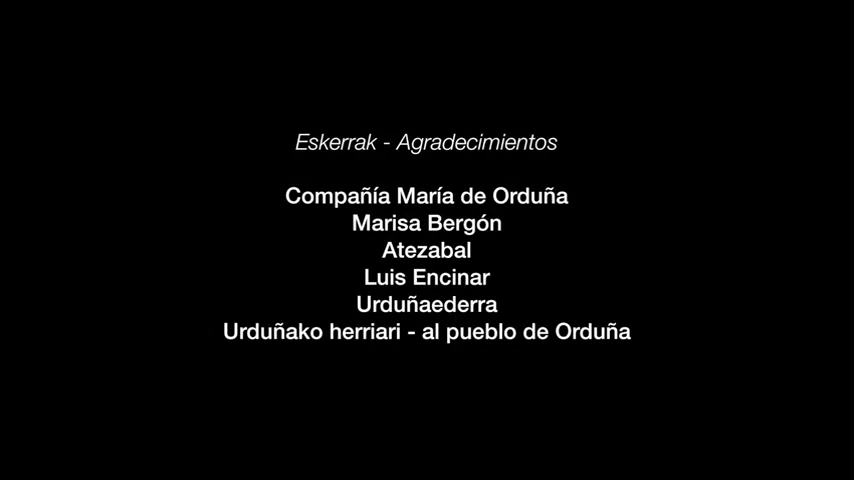 Eskerrak - Agradecimientos
Compañía María de Orduña
Marisa Bergón
Atezabal
Luis Encinar
Urduñaederra
Urduñako herriari - al pueblo de Orduña